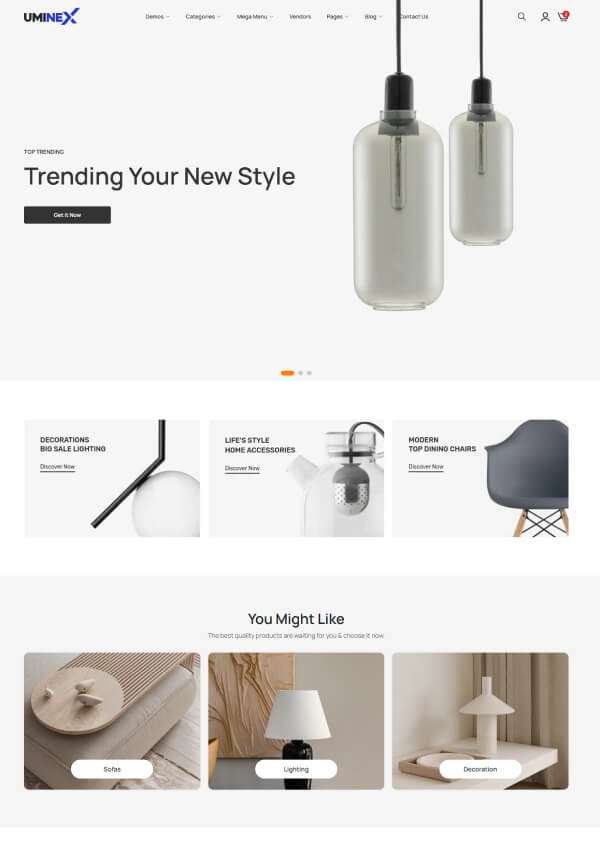 UMINEX
Demos Categories Mega Menu Vendors Pages Blog Contact Us
TOP TRENDING
Trending Your New Style
Get It Now
DECORATIONS
BIG SALE LIGHTING
Discover Now
LIFE'S STYLE
HOME ACCESSORIES
Discover Now
MODERN
TOP DINING CHAIRS
Discover Now
You Might Like
The best quality products are waiting for you & choose it now
Sofas
Lighting
Decoration